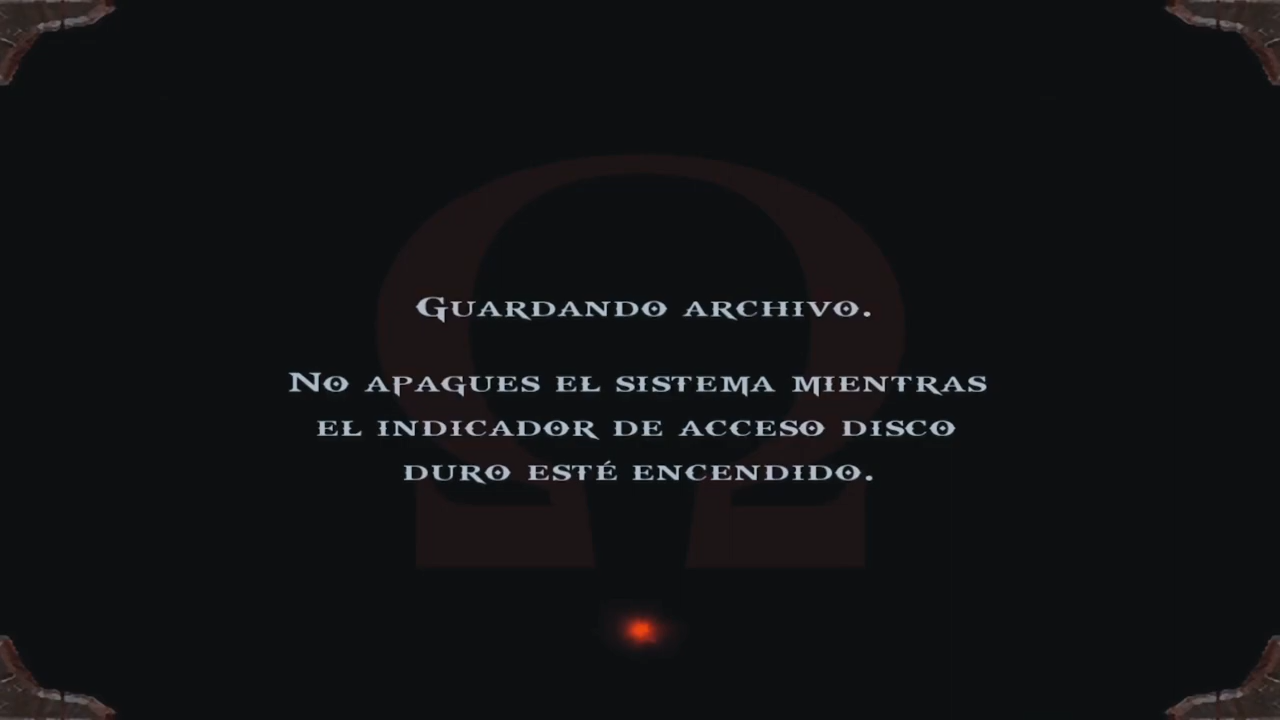 Guardando archivo.
No apagues el sistema mientras
el indicador de acceso disco
duro esté encendido.